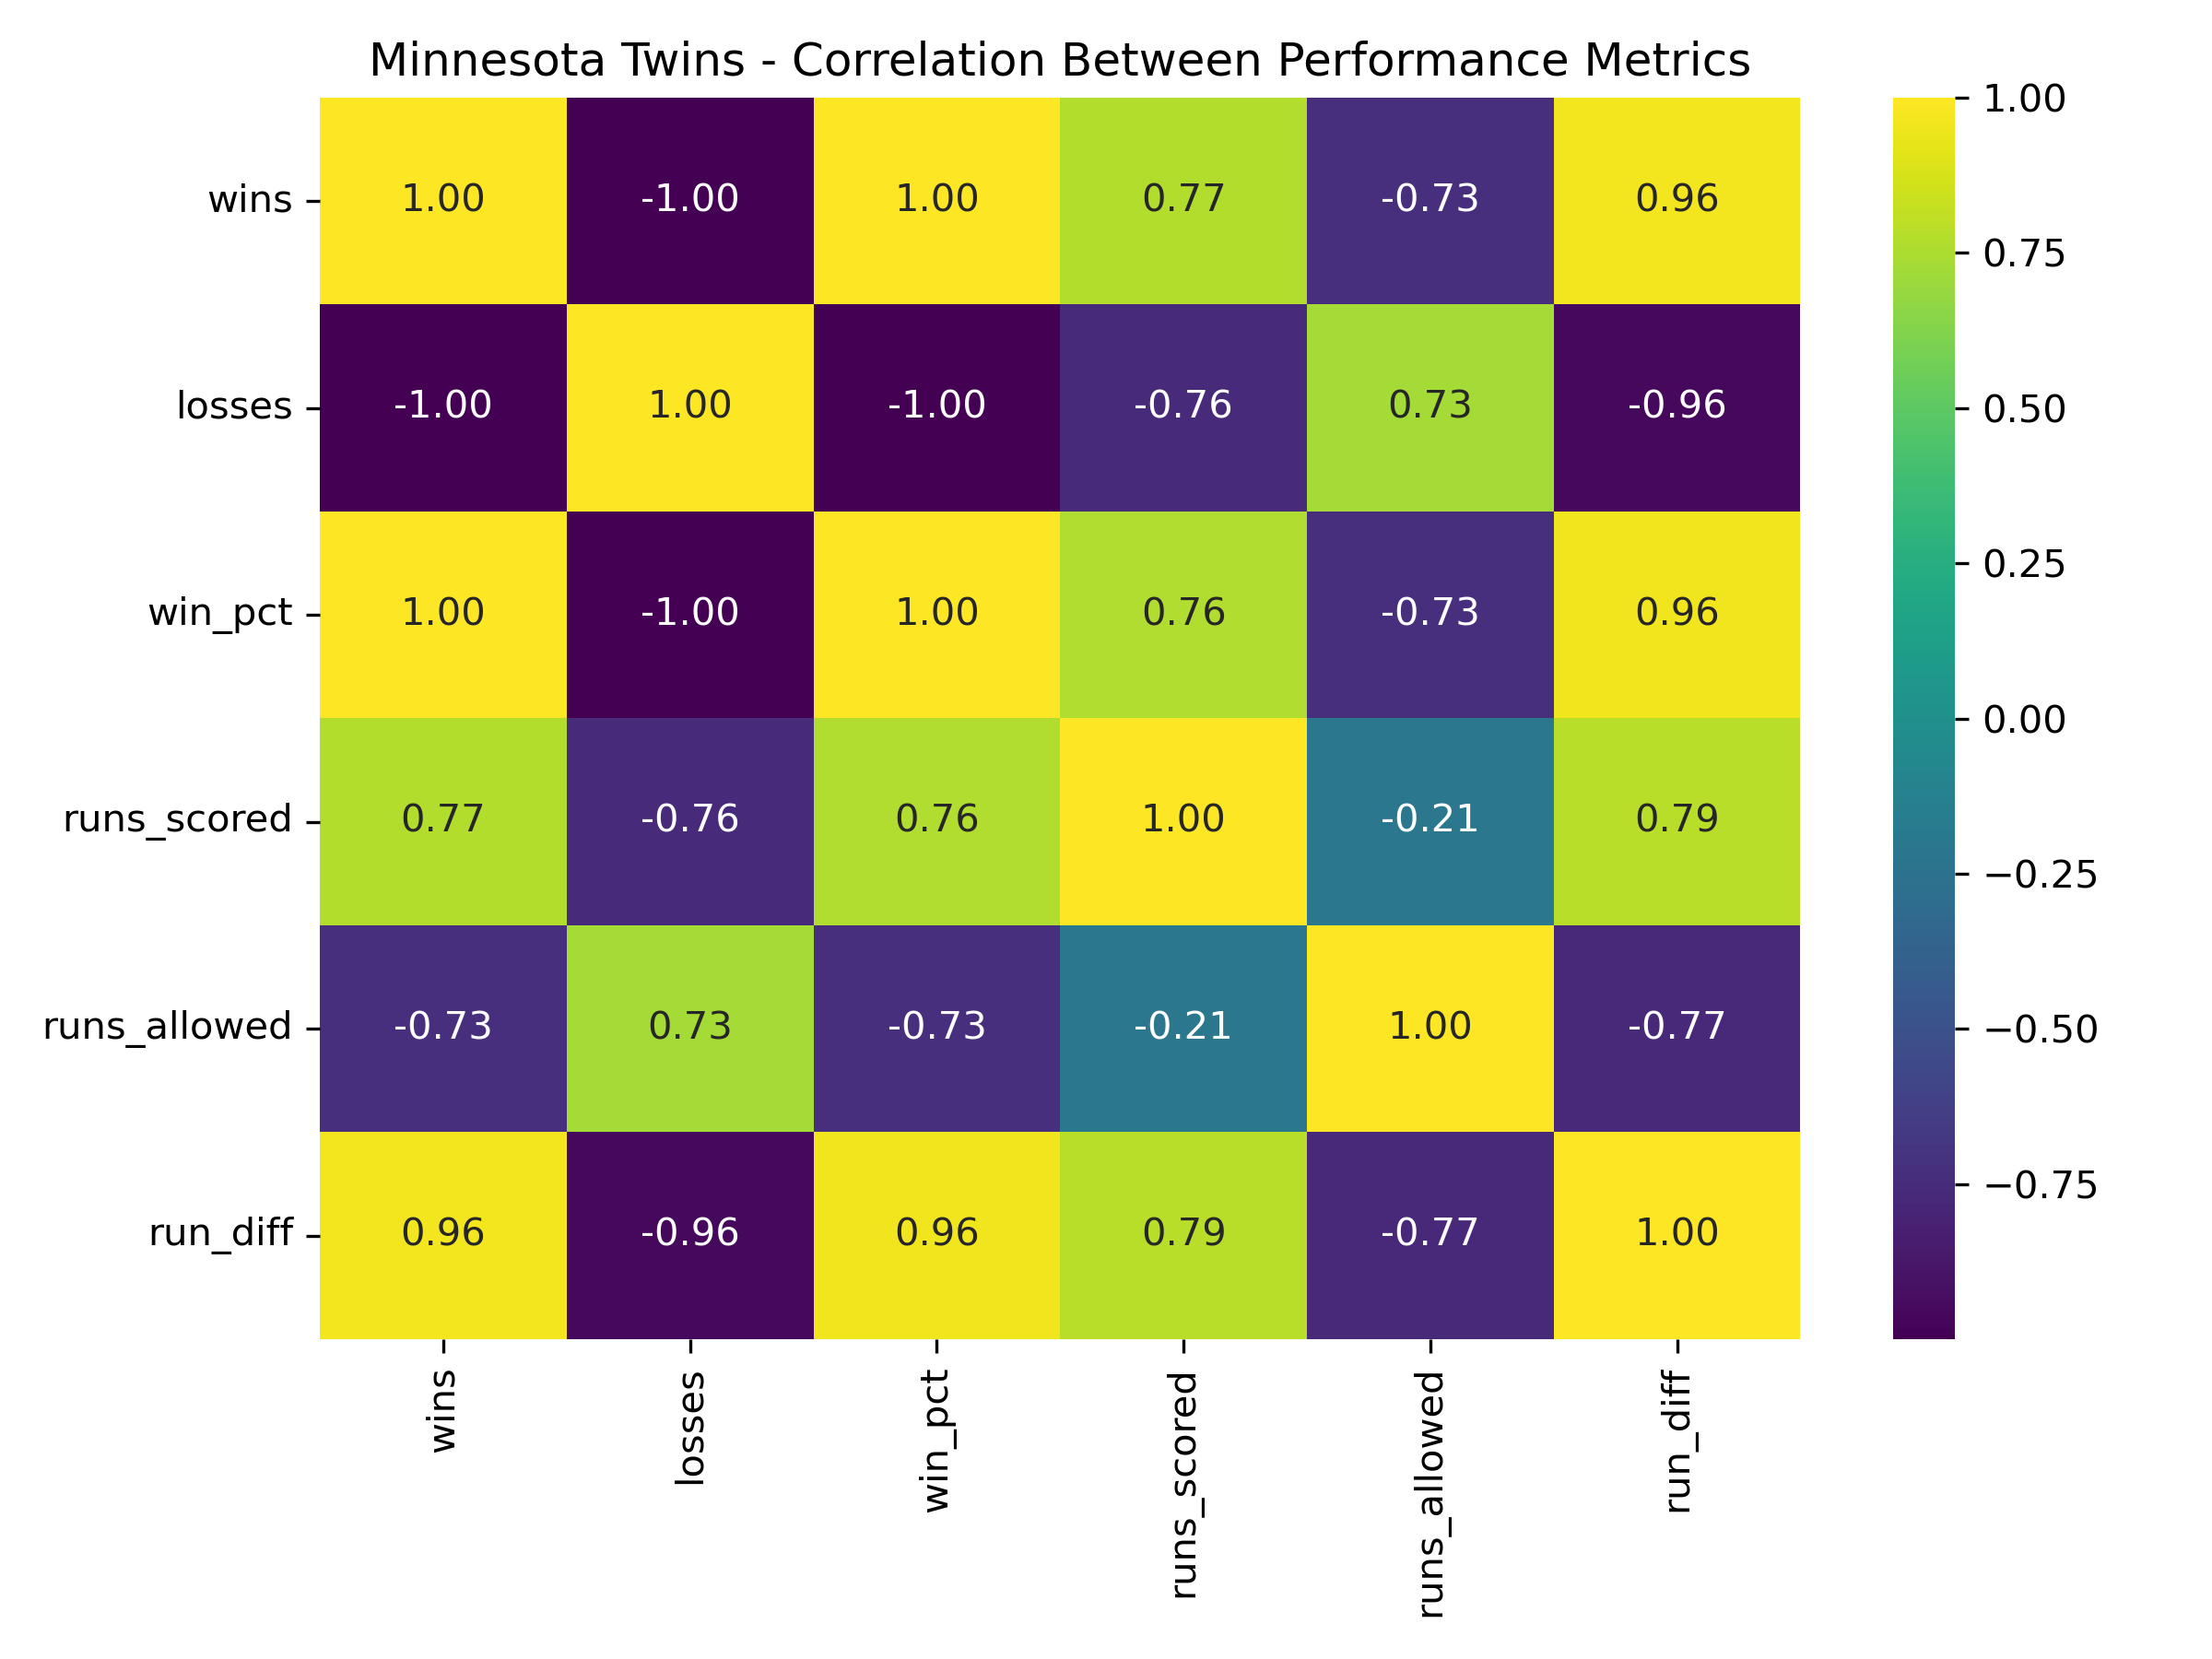 Minnesota Twins - Correlation Between Performance Metrics
wins 1.00 -1.00 1.00 0.77 -0.73 0.96
losses -1.00 1.00 -1.00 -0.76 0.73 -0.96
win_pct 1.00 -1.00 1.00 0.76 -0.73 0.96
runs_scored 0.77 -0.76 0.76 1.00 -0.21 0.79
runs_allowed -0.73 0.73 -0.73 -0.21 1.00 -0.77
run_diff 0.96 -0.96 0.96 0.79 -0.77 1.00
wins losses win_pct runs_scored runs_allowed run_diff
1.00
0.75
0.50
0.25
0.00
−0.25
−0.50
−0.75